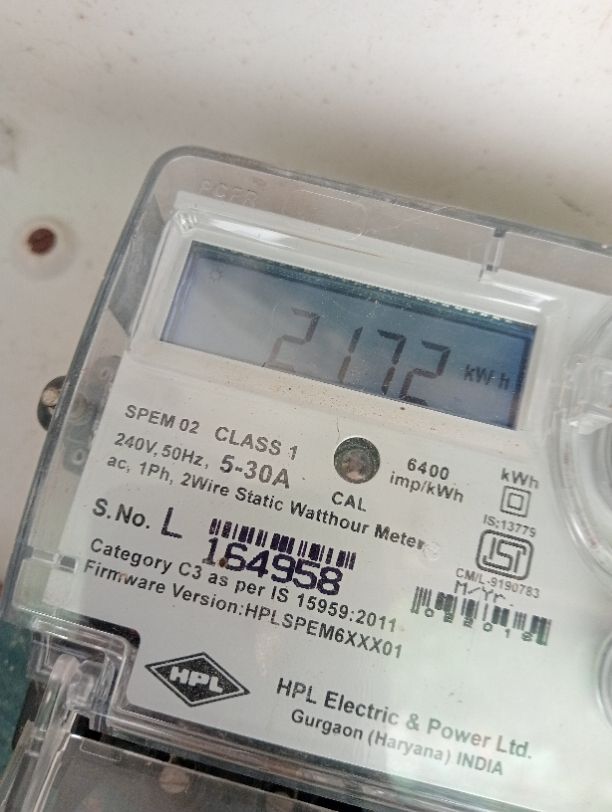 2172 kWh
SPEM 02 CLASS 1
240V, 50Hz, 5-30A
CAL
6400
imp/kWh
kWh
ac, 1Ph, 2Wire Static Watthour Meter
IS:13779
ISI
CM/L-9190783
S.No. L 164958
M/Yr.
Category C3 as per IS 15959:2011
Firmware Version:HPLSPEM6XXX01
HPL
HPL Electric & Power Ltd.
Gurgaon (Haryana) INDIA